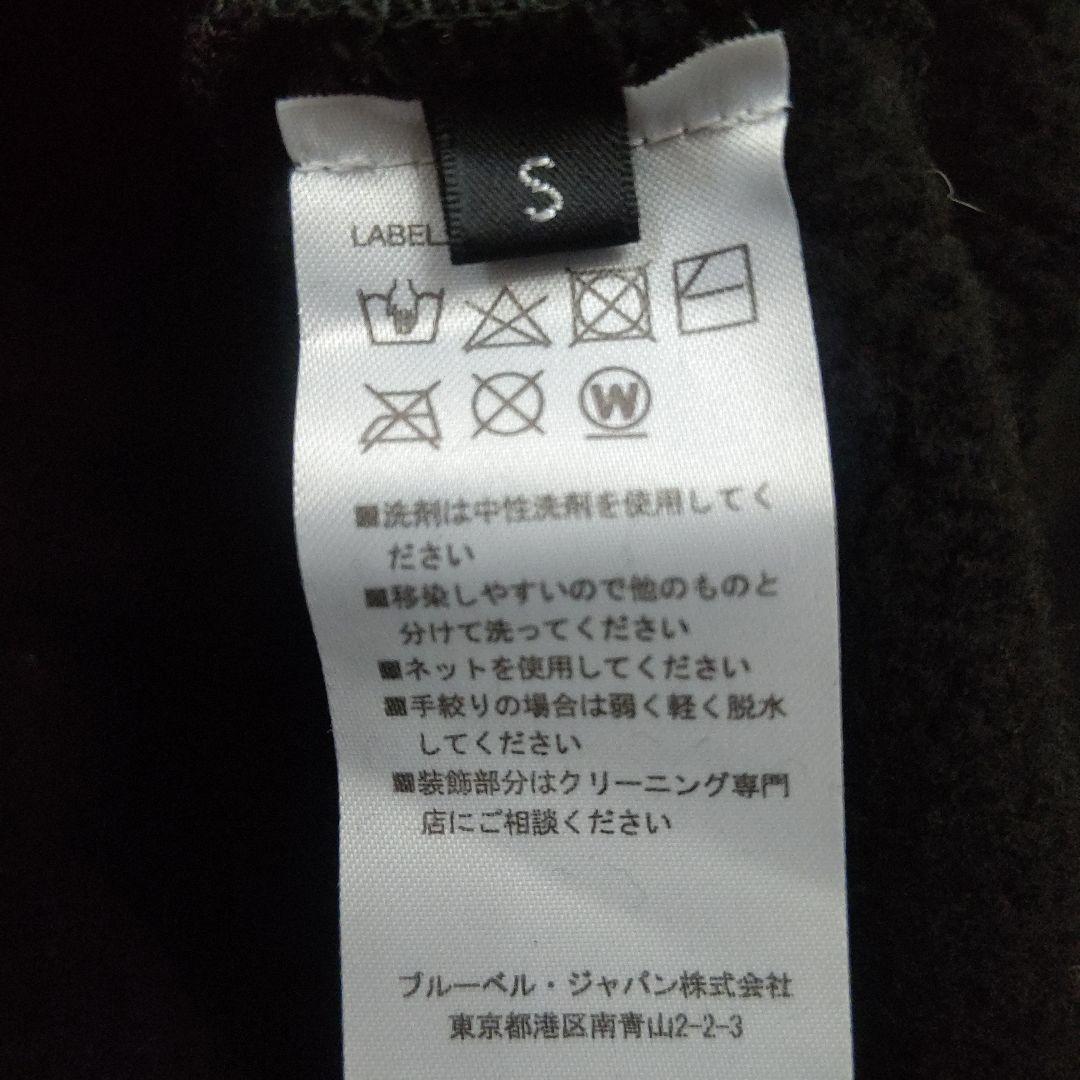 S
LABEL
W
■洗剤は中性洗剤を使用してく
ださい
■移染しやすいので他のものと
分けて洗ってください
■ネットを使用してください
■手絞りの場合は弱く軽く脱水
してください
■装飾部分はクリーニング専門
店にご相談ください
ブルーベル・ジャパン株式会社
東京都港区南青山2-2-3